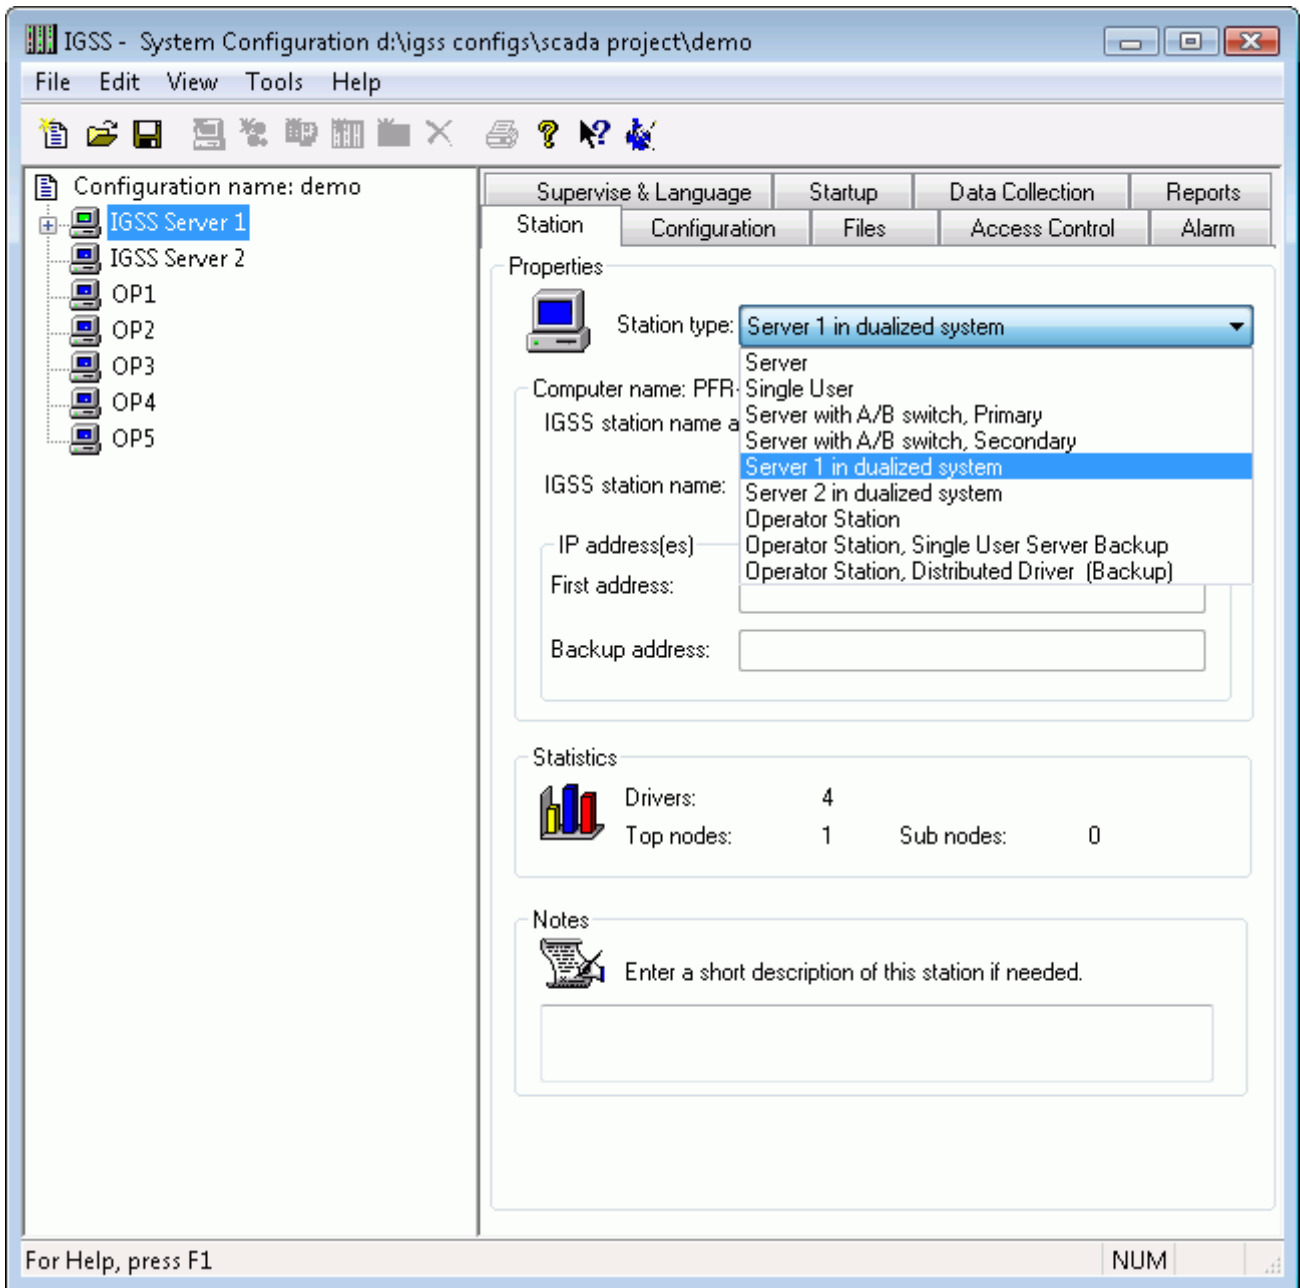 IGSS - System Configuration d:\igss configs\scada project\demo
File Edit View Tools Help
Configuration name: demo
IGSS Server 1
IGSS Server 2
OP1
OP2
OP3
OP4
OP5
Supervise & Language Startup Data Collection Reports
Station Configuration Files Access Control Alarm
Properties
Station type: Server 1 in dualized system
Server
Single User
Server with A/B switch, Primary
Server with A/B switch, Secondary
Server 1 in dualized system
Server 2 in dualized system
Operator Station
Operator Station, Single User Server Backup
Operator Station, Distributed Driver (Backup)
Computer name: PFR-
IGSS station name a
IGSS station name:
IP address(es)
First address:
Backup address:
Statistics
Drivers: 4
Top nodes: 1 Sub nodes: 0
Notes
Enter a short description of this station if needed.
For Help, press F1 NUM